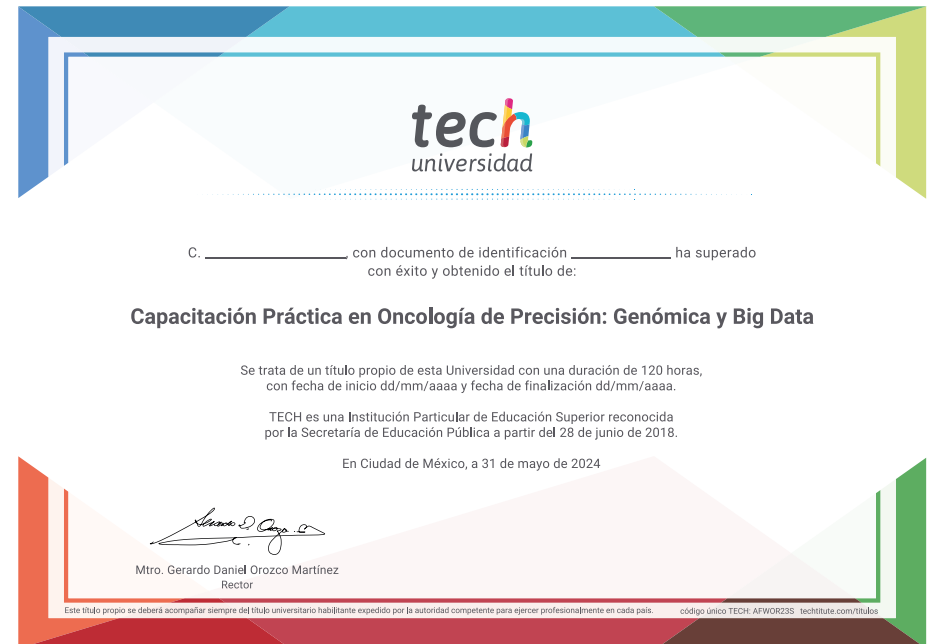 tech
universidad
C. ____________, con documento de identificación ____________ ha superado
con éxito y obtenido el título de:
Capacitación Práctica en Oncología de Precisión: Genómica y Big Data
Se trata de un título propio de esta Universidad con una duración de 120 horas,
con fecha de inicio dd/mm/aaaa y fecha de finalización dd/mm/aaaa.
TECH es una Institución Particular de Educación Superior reconocida
por la Secretaría de Educación Pública a partir del 28 de junio de 2018.
En Ciudad de México, a 31 de mayo de 2024
Mtro. Gerardo Daniel Orozco Martínez
Rector
Este título propio se deberá acompañar siempre del título universitario habilitante expedido por la autoridad competente para ejercer profesionalmente en cada país. código único TECH: AFWOR23S techtitute.com/titulos